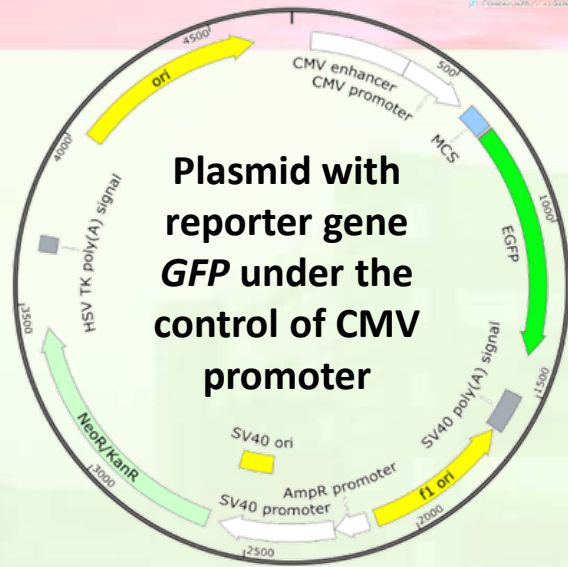 4500
500
ori
CMV enhancer
CMV promoter
4000
MCS
Plasmid with
reporter gene
GFP under the
control of CMV
promoter
1000
EGFP
HSV TK poly(A) signal
3500
SV40 poly(A) signal
1500
NeoR/KanR
SV40 ori
AmpR promoter
SV40 promoter
f1 ori
3000
2000
2500